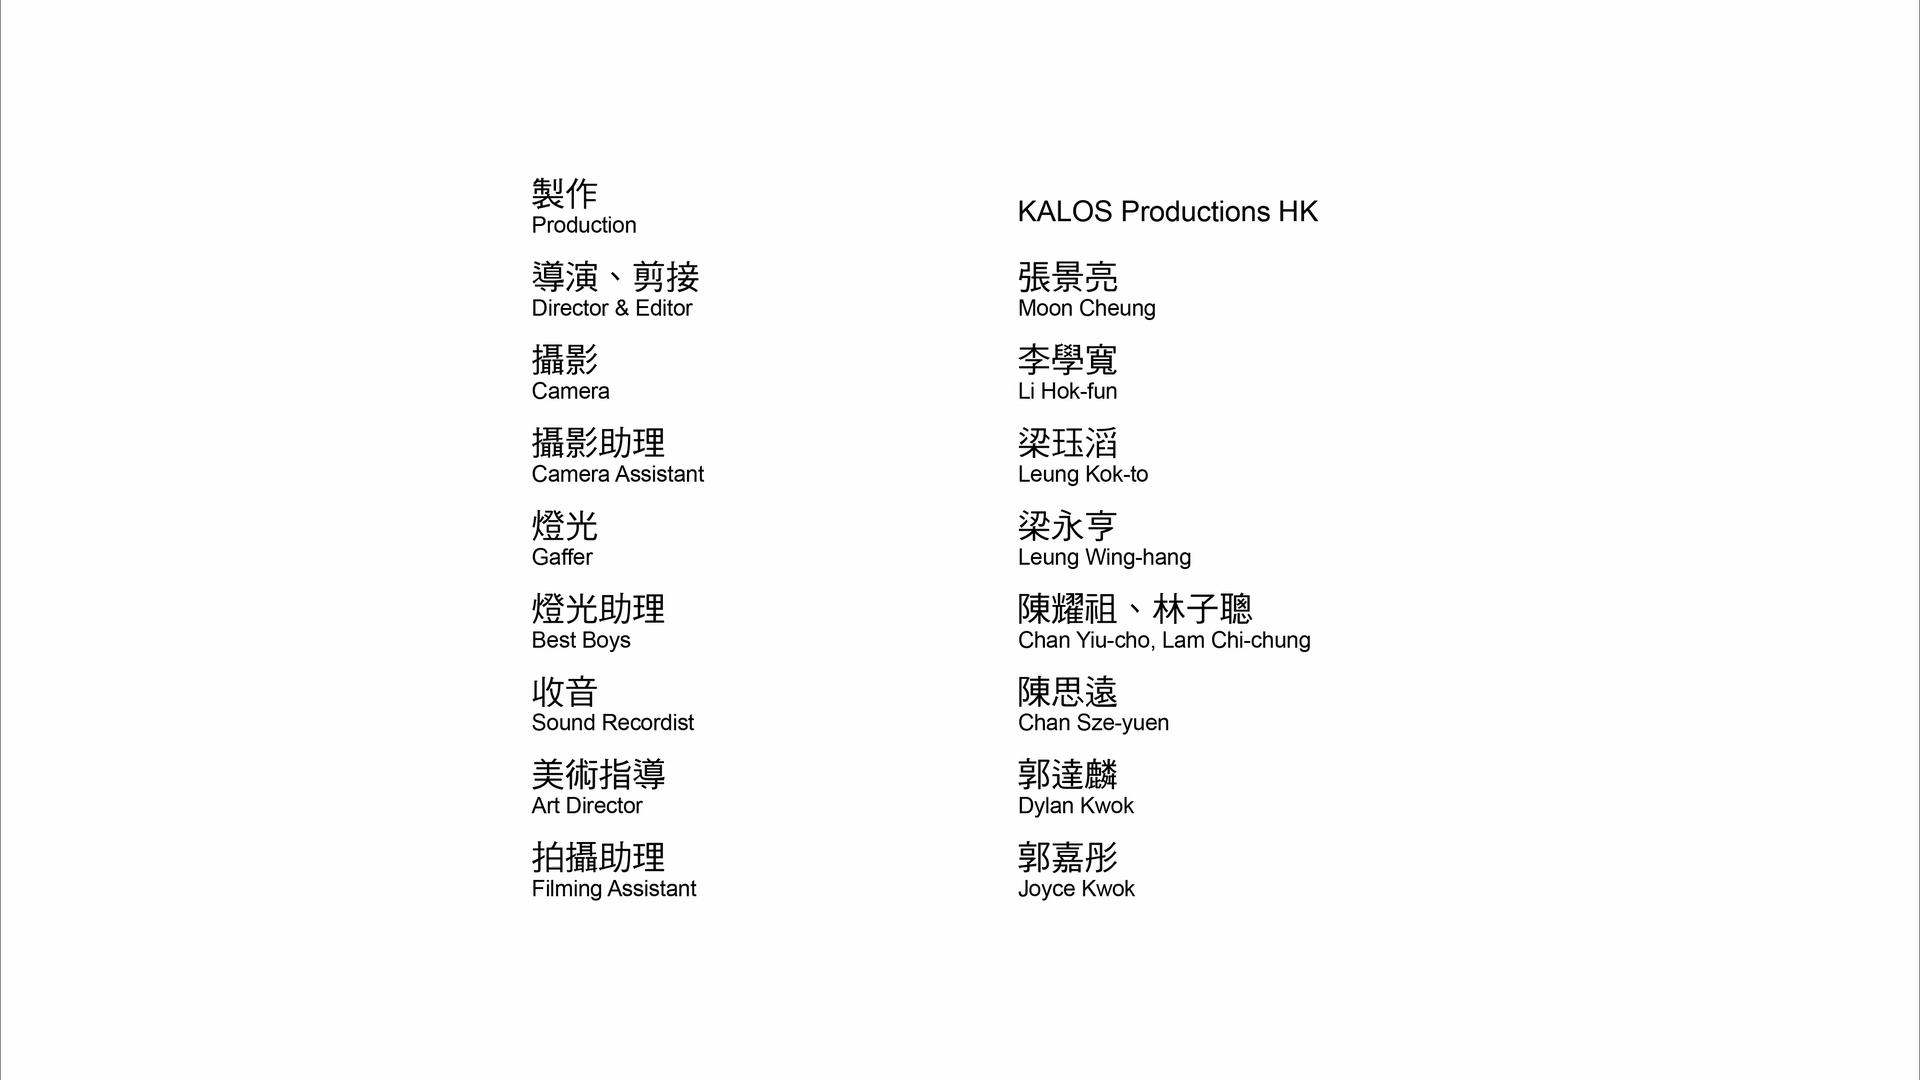 製作
Production
KALOS Productions HK
導演、剪接
Director & Editor
張景亮
Moon Cheung
攝影
Camera
李學寬
Li Hok-fun
攝影助理
Camera Assistant
梁珏滔
Leung Kok-to
燈光
Gaffer
梁永亨
Leung Wing-hang
燈光助理
Best Boys
陳耀祖、林子聰
Chan Yiu-cho, Lam Chi-chung
收音
Sound Recordist
陳思遠
Chan Sze-yuen
美術指導
Art Director
郭達麟
Dylan Kwok
拍攝助理
Filming Assistant
郭嘉彤
Joyce Kwok